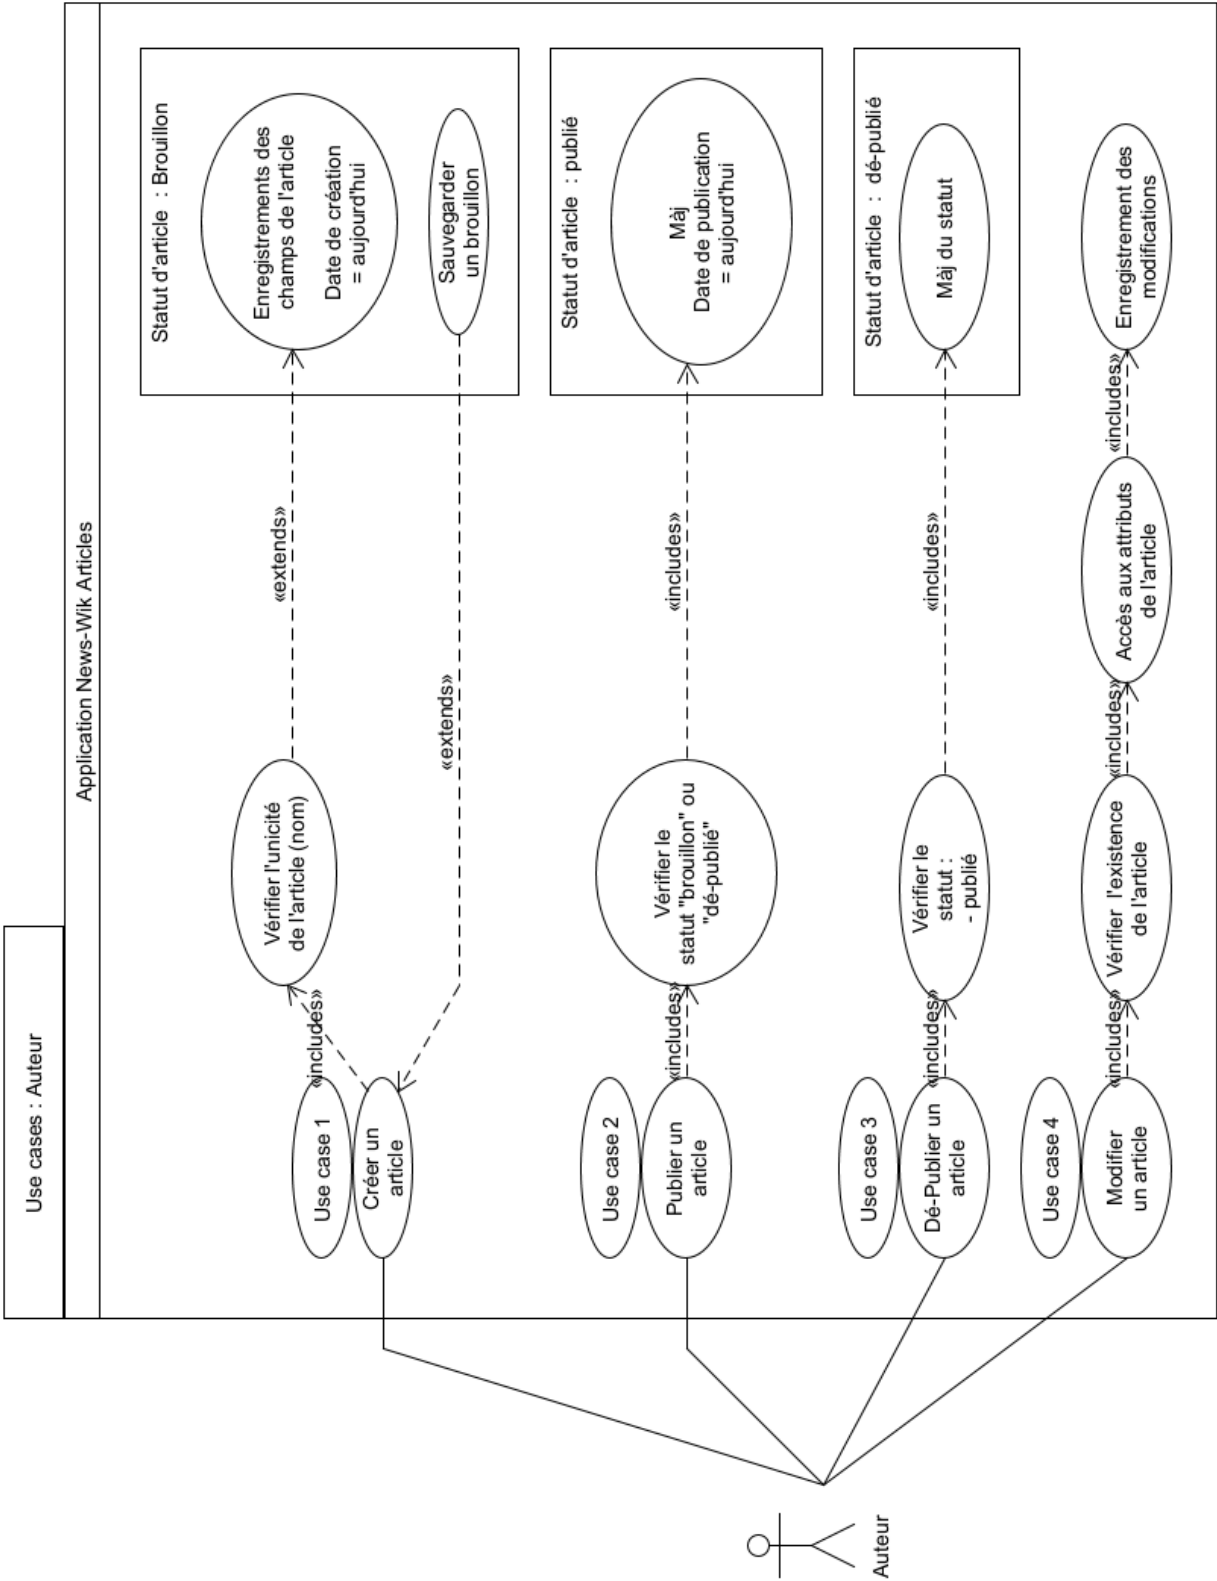 Use cases : Auteur
Application News-Wik Articles
Auteur
Use case 1
Créer un
article
«includes»
Vérifier l'unicité
de l'article (nom)
«extends»
Statut d'article : Brouillon
Enregistrements des
champs de l'article
Date de création
= aujourd'hui
«extends»
Sauvegarder
un brouillon
Use case 2
Publier un
article
«includes»
Vérifier le
statut "brouillon" ou
"dé-publié"
«includes»
Statut d'article : publié
Màj
Date de publication
= aujourd'hui
Use case 3
Dé-Publier un
article
«includes»
Vérifier le
statut :
- publié
«includes»
Statut d'article : dé-publié
Màj du statut
Use case 4
Modifier
un article
«includes»
Vérifier l'existence
de l'article
«includes»
Accès aux attributs
de l'article
«includes»
Enregistrement des
modifications